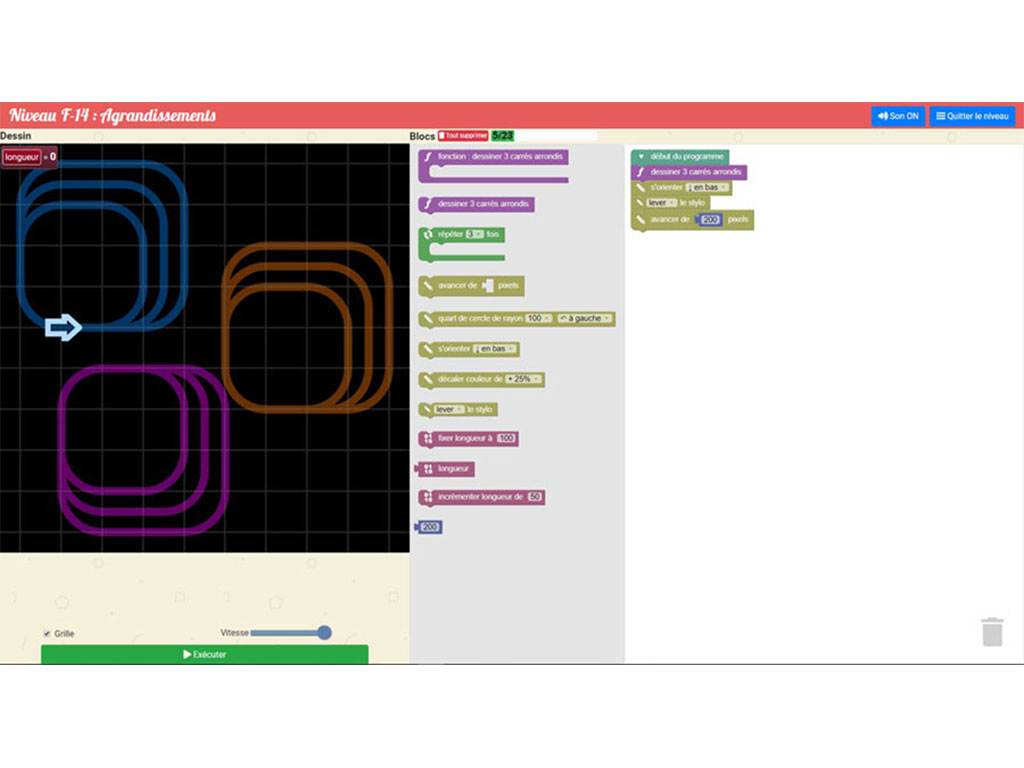 Niveau F-14 : Agrandissements
Son ON
Quitter le niveau
Dessin
Blocs
Tout supprimer
5/23
longueur = 0
fonction : dessiner 3 carrés arrondis
dessiner 3 carrés arrondis
répéter 3 fois
avancer de pixels
quart de cercle de rayon 100 à gauche
s'orienter ↓ en bas
décaler couleur de + 25%
lever le stylo
fixer longueur à 100
longueur
incrémenter longueur de 50
200
début du programme
dessiner 3 carrés arrondis
s'orienter ↓ en bas
lever le stylo
avancer de 200 pixels
Grille
Vitesse
Exécuter